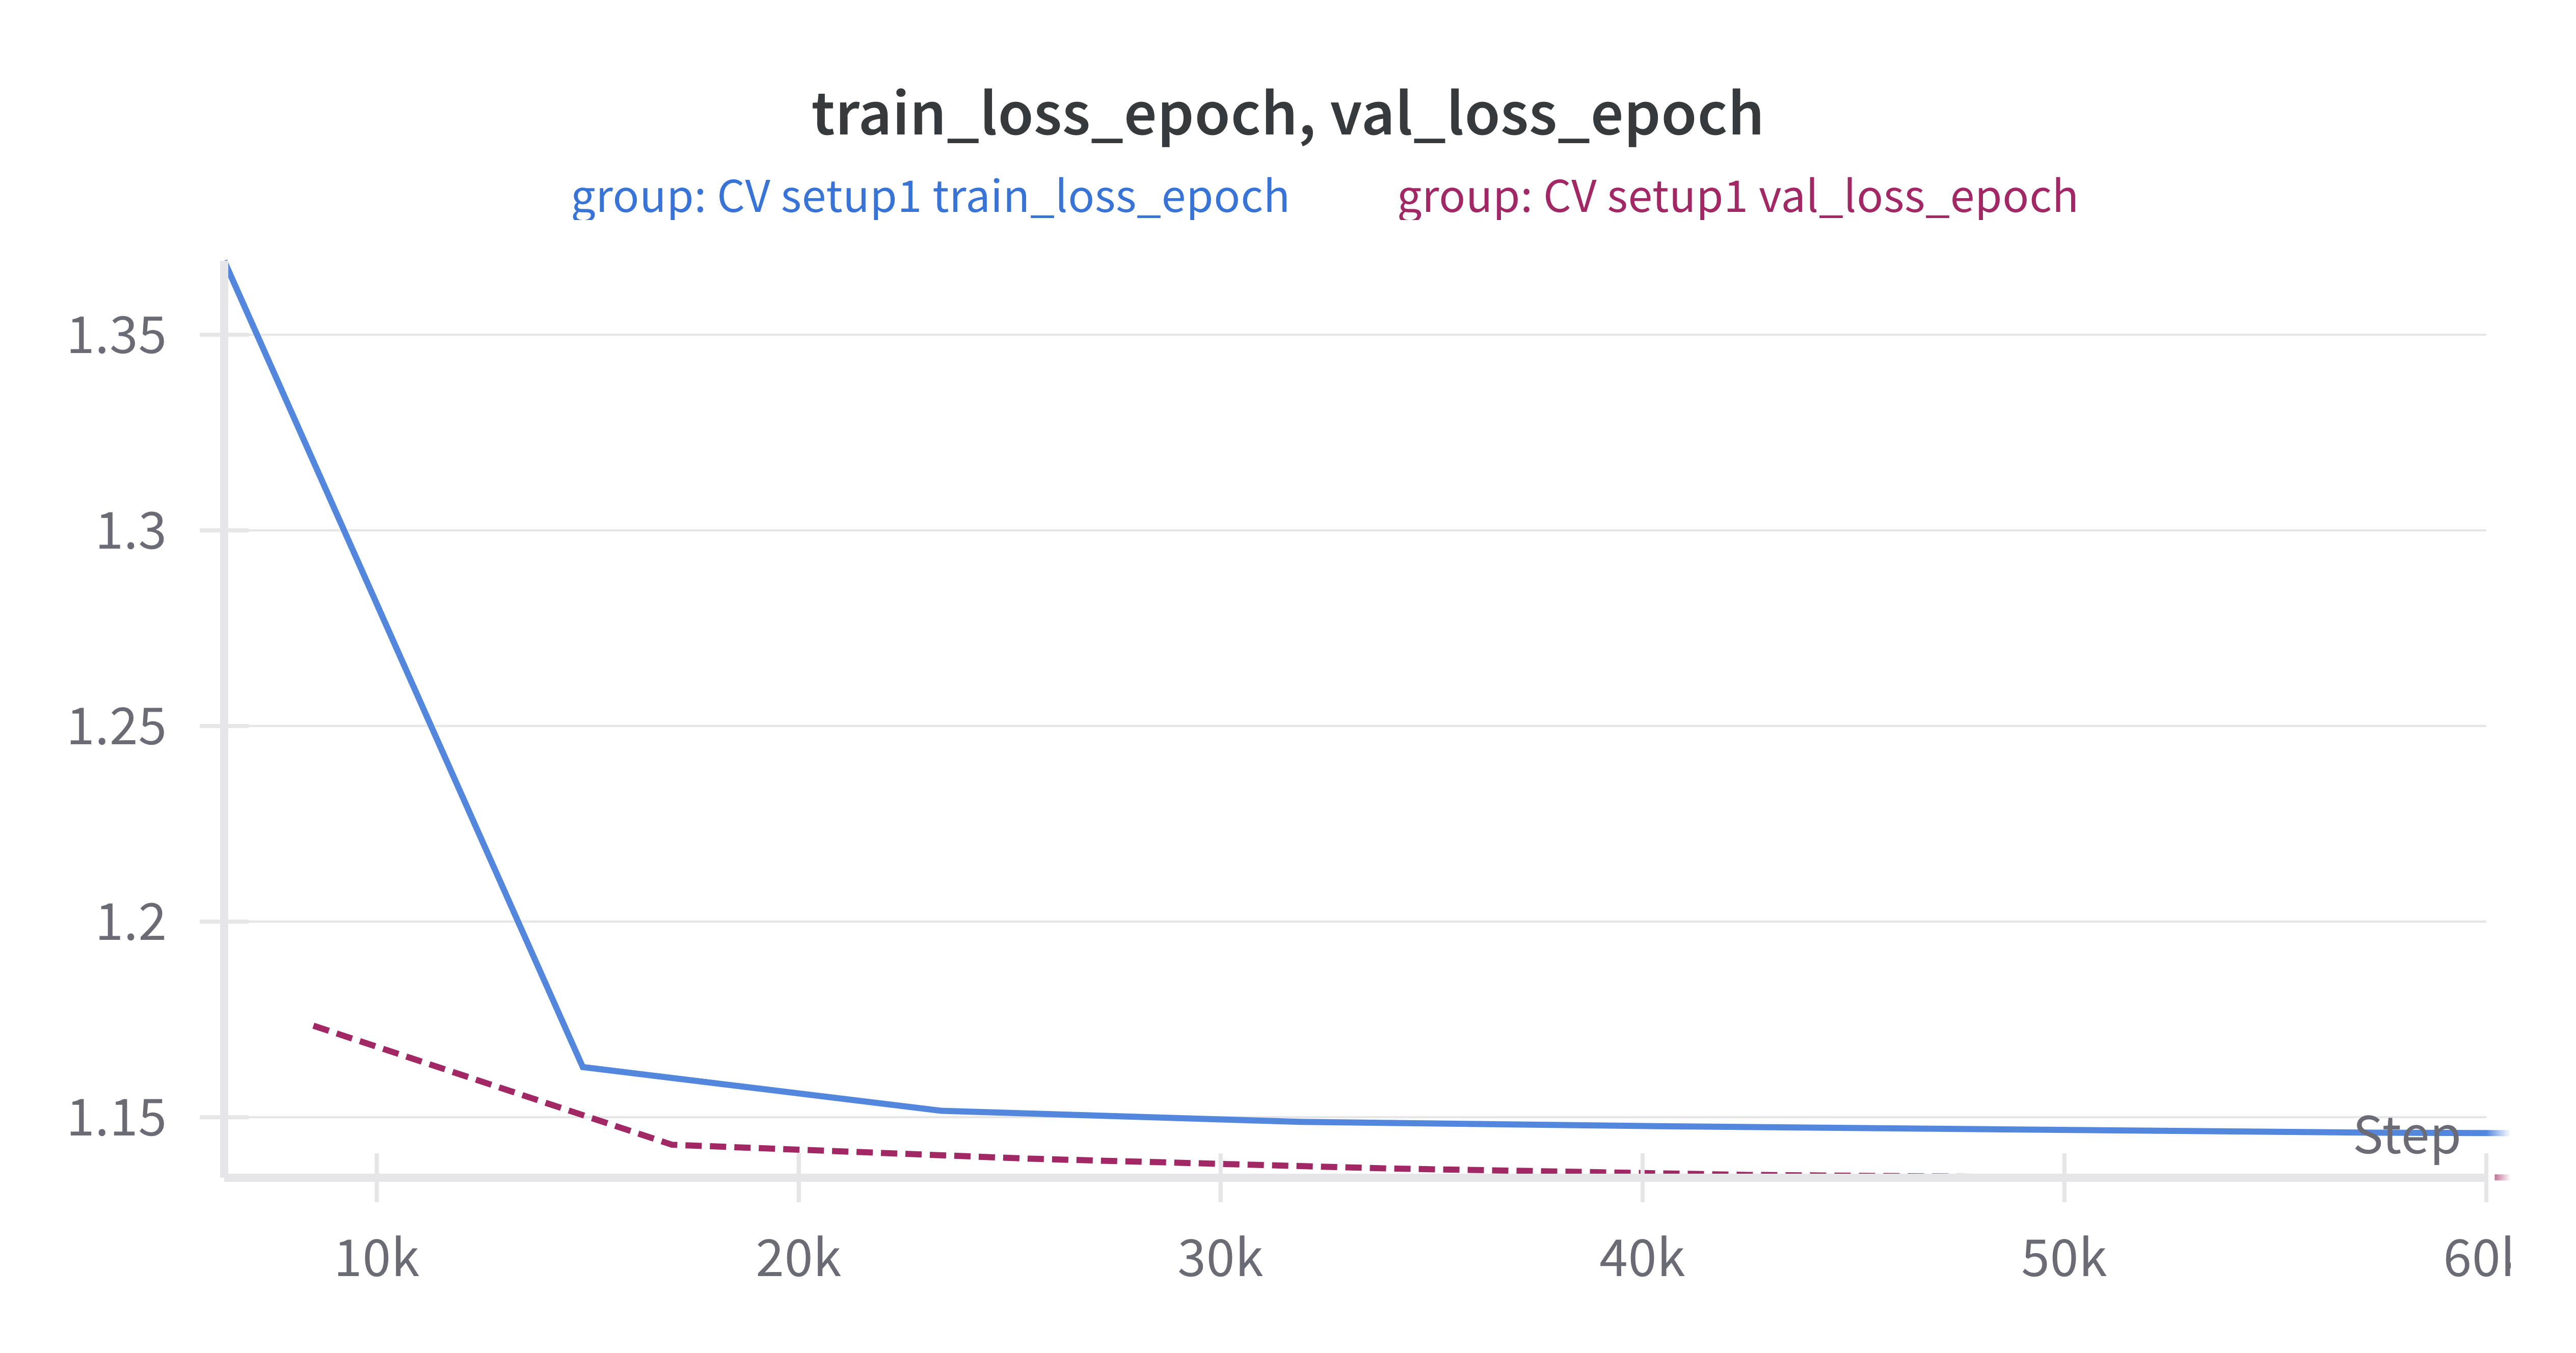 train_loss_epoch, val_loss_epoch
group: CV setup1 train_loss_epoch group: CV setup1 val_loss_epoch
1.35
1.3
1.25
1.2
1.15
Step
10k 20k 30k 40k 50k 60k